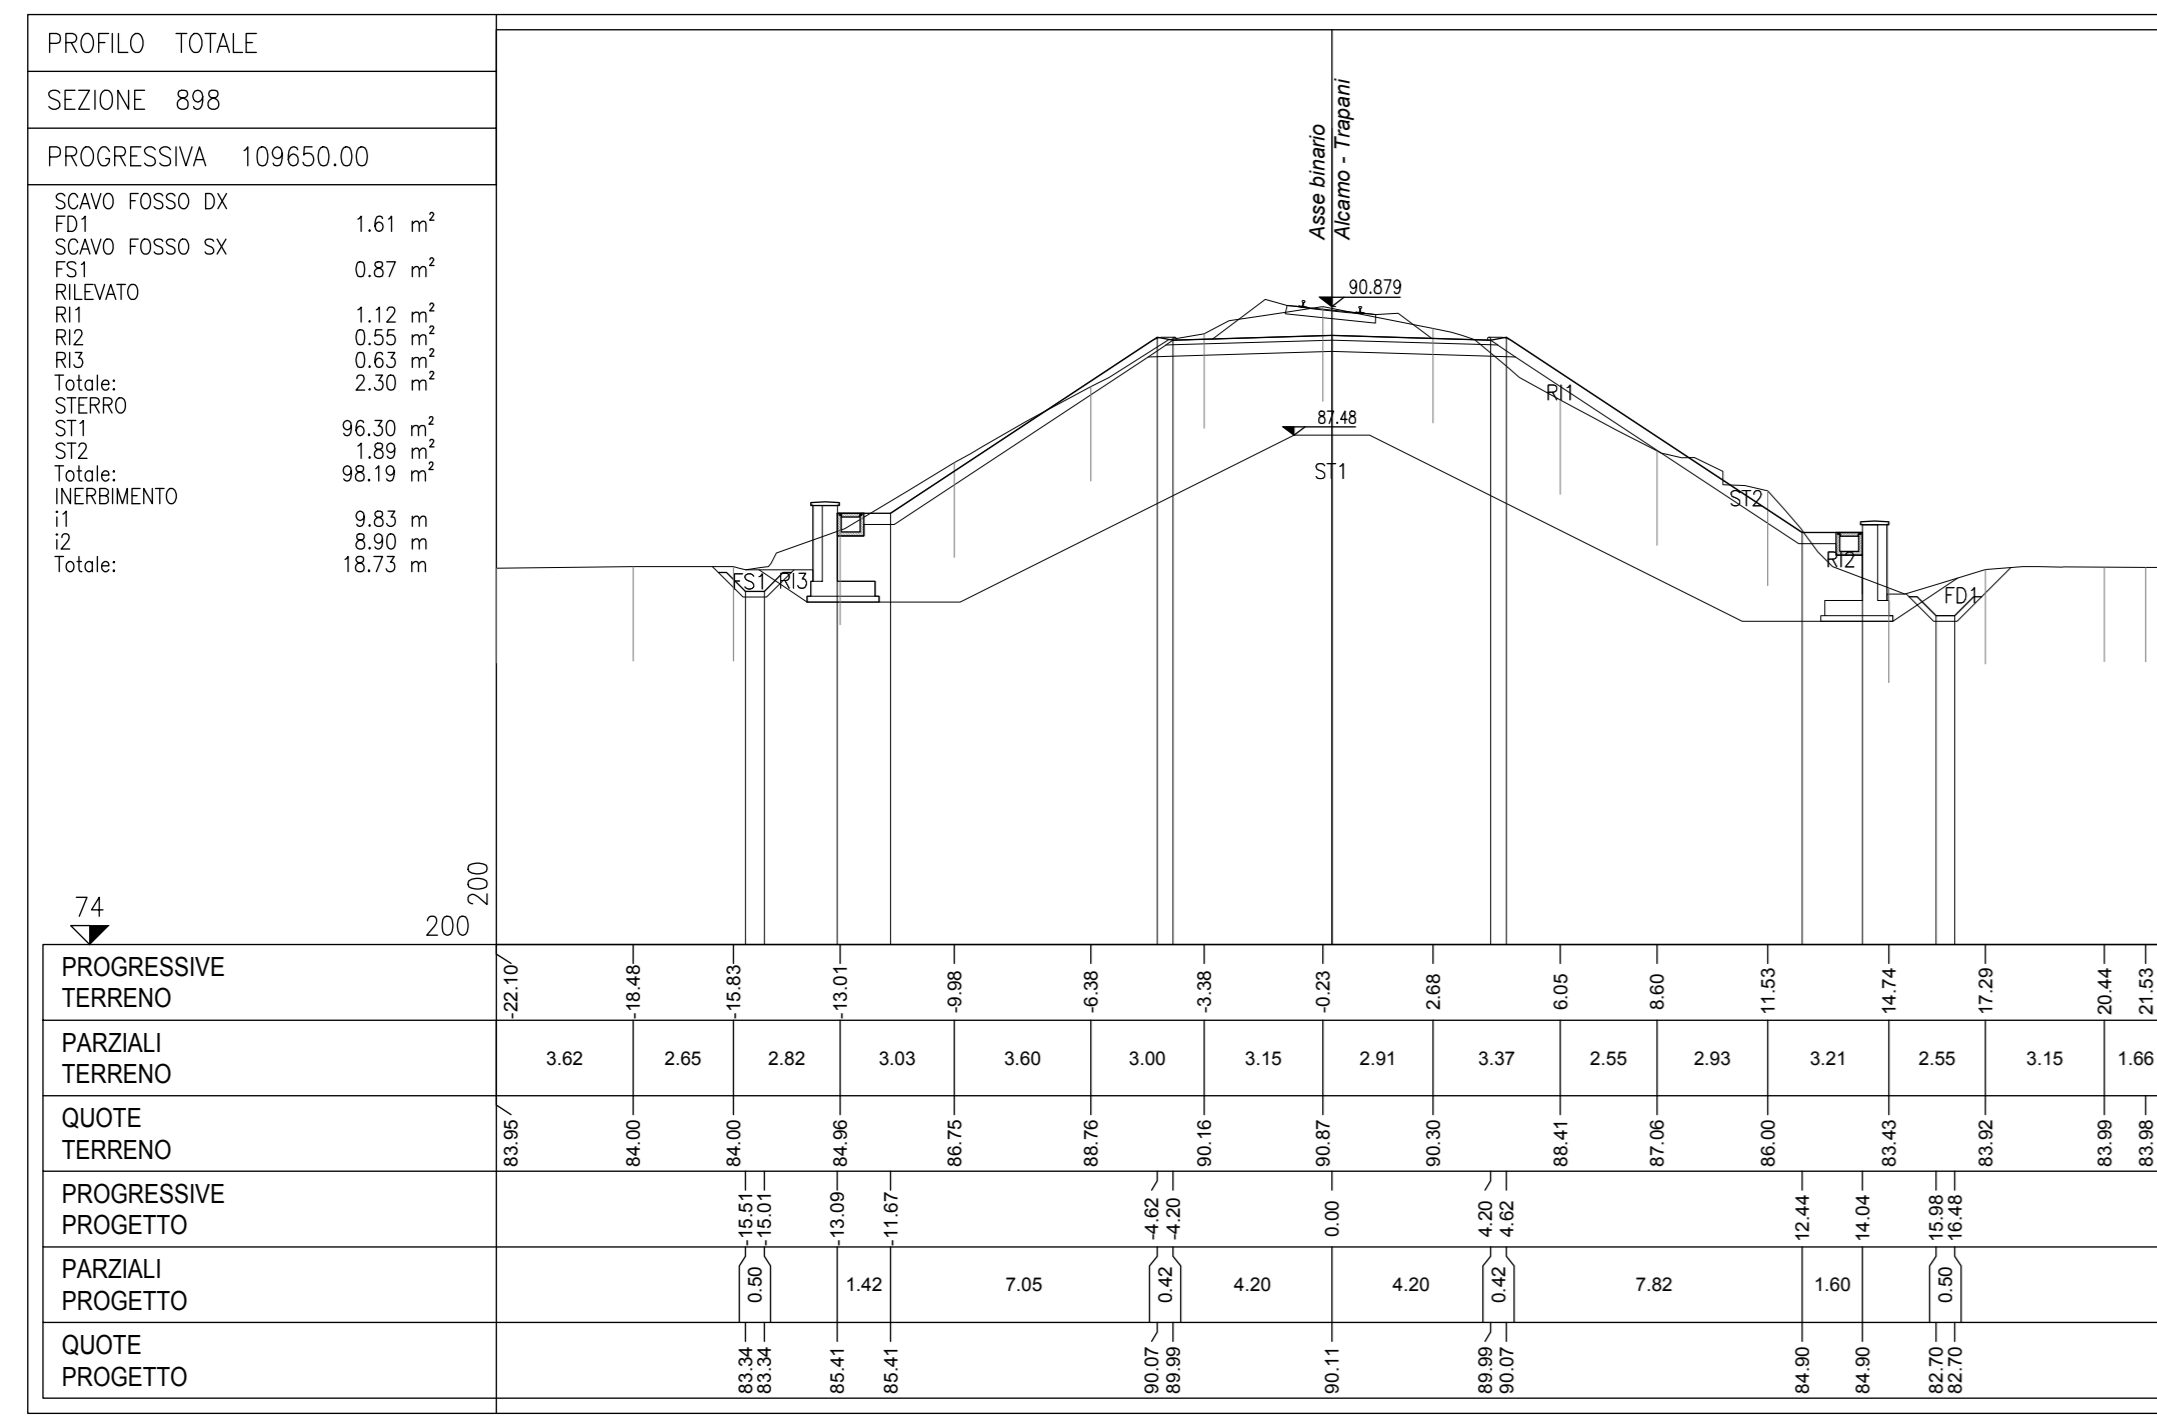 PROFILO TOTALE
SEZIONE 898
PROGRESSIVA 109650.00
SCAVO FOSSO DX
FD1 1.61 m²
SCAVO FOSSO SX
FS1 0.87 m²
RILEVATO
RI1 1.12 m²
RI2 0.55 m²
RI3 0.63 m²
Totale: 2.30 m²
STERRO
ST1 96.30 m²
ST2 1.89 m²
Totale: 98.19 m²
INERBIMENTO
i1 9.83 m
i2 8.90 m
Totale: 18.73 m
Asse binario
Alcamo - Trapani
90.879
87.48
RI1
ST1
ST2
RI2
FS1 RI3
FD1
200
74
200
PROGRESSIVE
TERRENO
-22.10 -18.48 -15.83 -13.01 -9.98 -6.38 -3.38 -0.23 2.68 6.05 8.60 11.53 14.74 17.29 20.44 21.53
PARZIALI
TERRENO
3.62 2.65 2.82 3.03 3.60 3.00 3.15 2.91 3.37 2.55 2.93 3.21 2.55 3.15 1.66
QUOTE
TERRENO
83.95 84.00 84.00 84.96 86.75 88.76 90.16 90.87 90.30 88.41 87.06 86.00 83.43 83.92 83.99 83.98
PROGRESSIVE
PROGETTO
-15.51 -15.01 -13.09 -11.67 -4.62 -4.20 0.00 4.20 4.62 12.44 14.04 15.98 16.48
PARZIALI
PROGETTO
0.50 1.42 7.05 0.42 4.20 4.20 0.42 7.82 1.60 0.50
QUOTE
PROGETTO
83.34 83.34 85.41 85.41 90.07 89.99 90.11 89.99 90.07 84.90 84.90 82.70 82.70